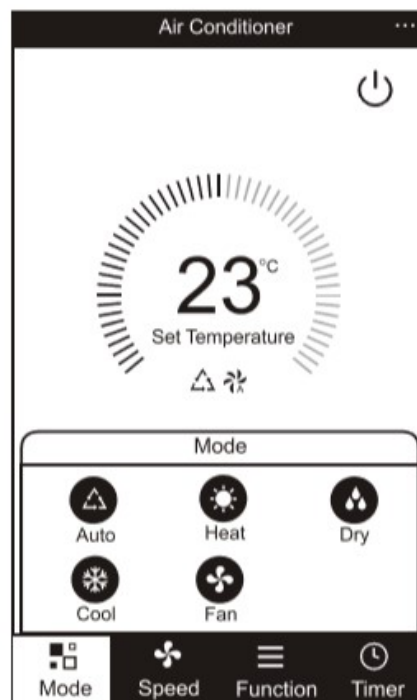 Air Conditioner ...
23°C
Set Temperature
A
Mode
Auto Heat Dry
Cool Fan
Mode Speed Function Timer